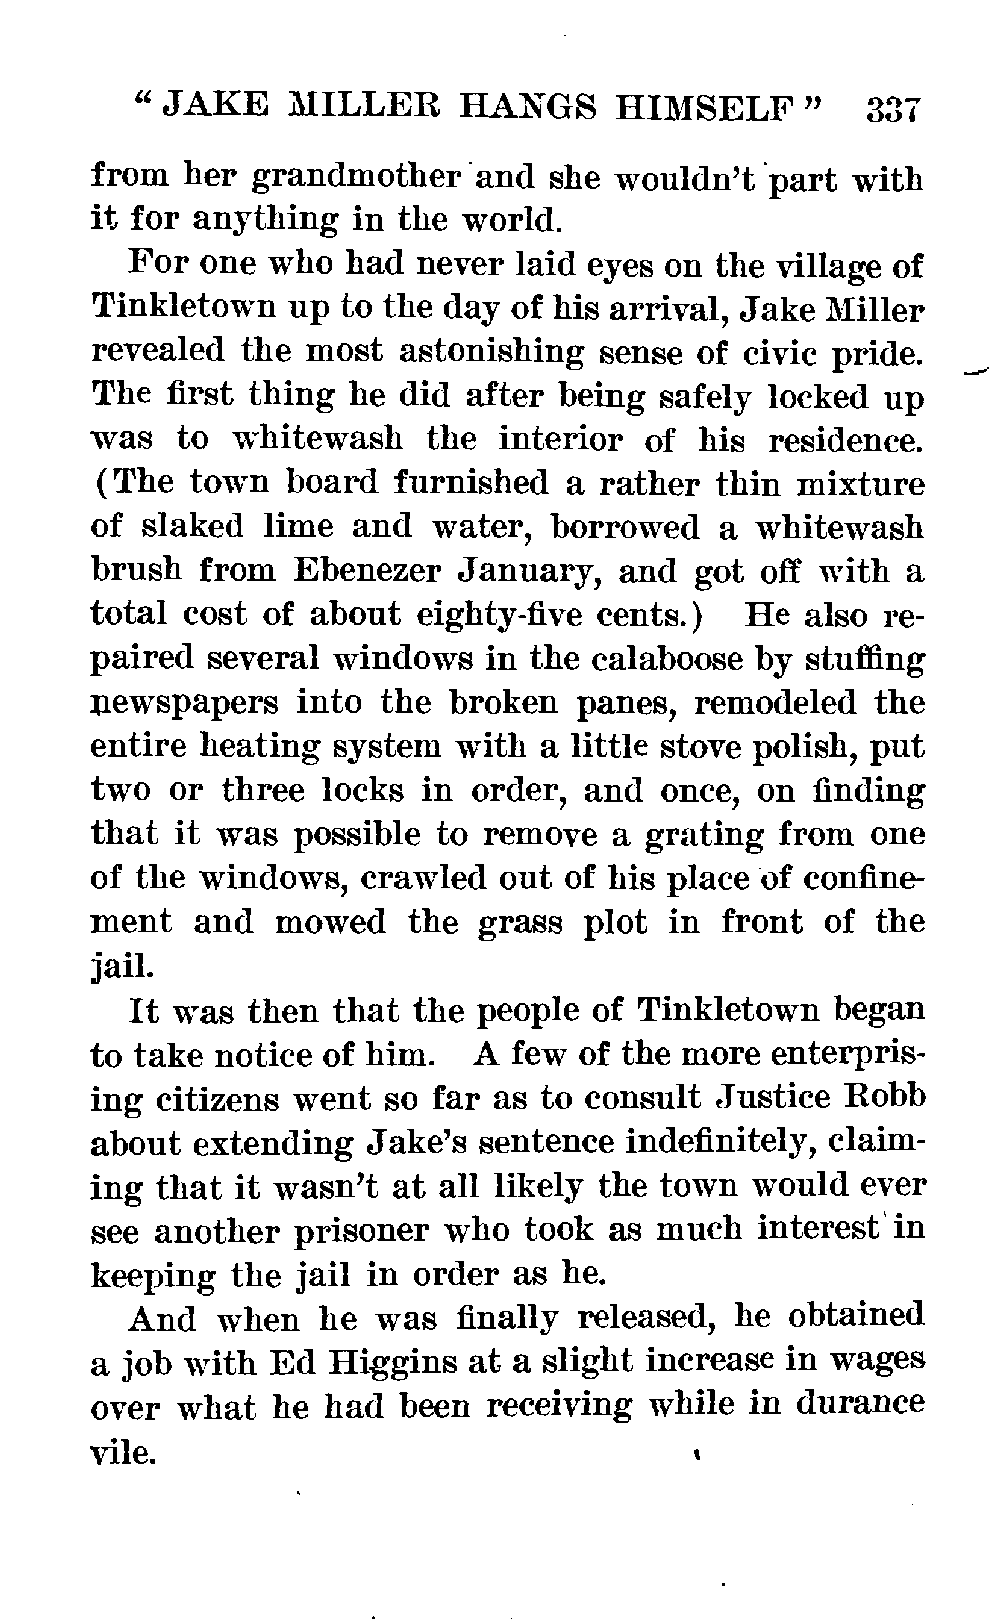 “ JAKE MILLER HANGS HIMSELF ” 337
from her grandmother and she wouldn’t part with
it for anything in the world.
For one who had never laid eyes on the village of
Tinkletown up to the day of his arrival, Jake Miller
revealed the most astonishing sense of civic pride.
The first thing he did after being safely locked up
was to whitewash the interior of his residence.
(The town board furnished a rather thin mixture
of slaked lime and water, borrowed a whitewash
brush from Ebenezer January, and got off with a
total cost of about eighty-five cents.) He also re-
paired several windows in the calaboose by stuffing
newspapers into the broken panes, remodeled the
entire heating system with a little stove polish, put
two or three locks in order, and once, on finding
that it was possible to remove a grating from one
of the windows, crawled out of his place of confine-
ment and mowed the grass plot in front of the
jail.
It was then that the people of Tinkletown began
to take notice of him. A few of the more enterpris-
ing citizens went so far as to consult Justice Robb
about extending Jake’s sentence indefinitely, claim-
ing that it wasn’t at all likely the town would ever
see another prisoner who took as much interest in
keeping the jail in order as he.
And when he was finally released, he obtained
a job with Ed Higgins at a slight increase in wages
over what he had been receiving while in durance
vile.